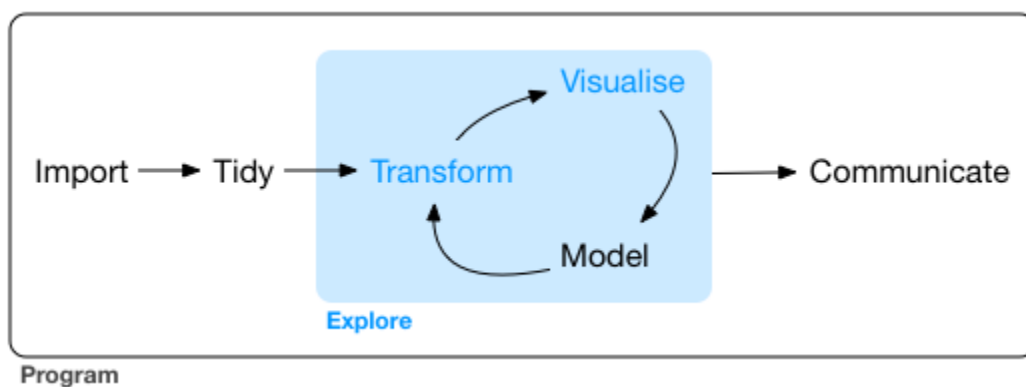 Visualise
Import Tidy Transform Communicate
Model
Explore
Program